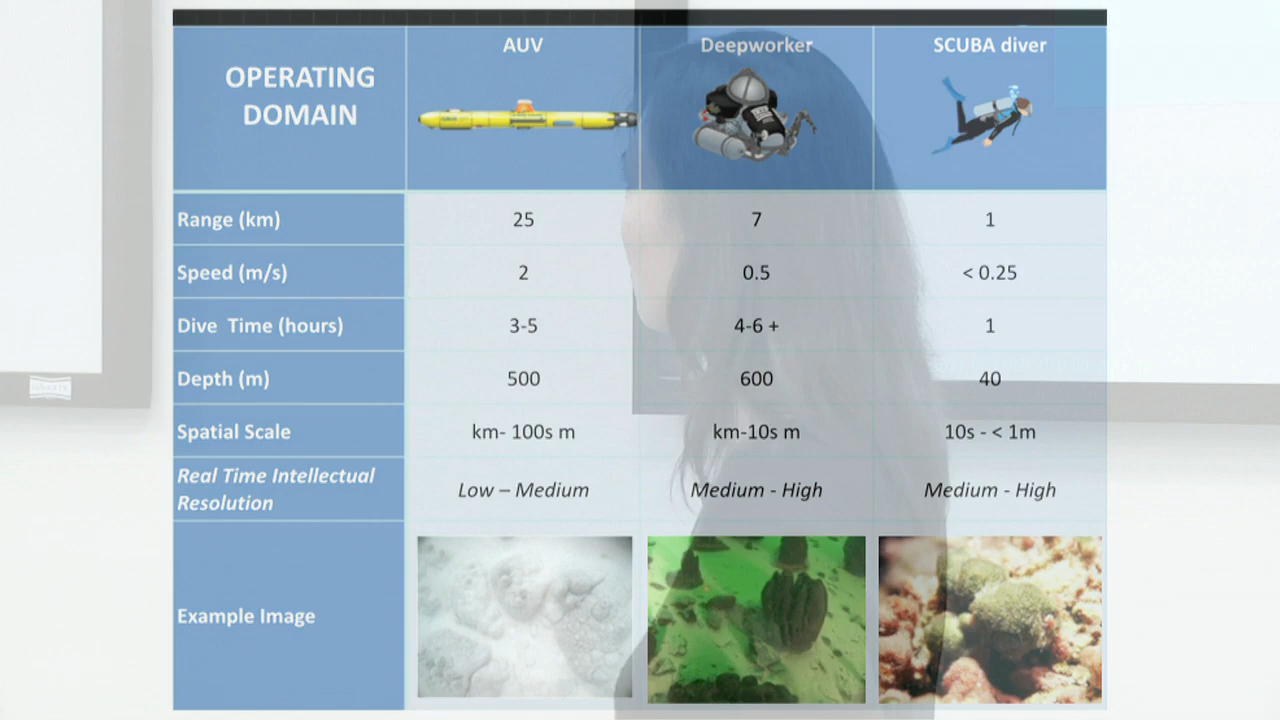 AUV
Deepworker
SCUBA diver
OPERATING
DOMAIN
Range (km)
25
7
1
Speed (m/s)
2
0.5
< 0.25
Dive Time (hours)
3-5
4-6 +
1
Depth (m)
500
600
40
Spatial Scale
km- 100s m
km-10s m
10s - < 1m
Real Time Intellectual
Resolution
Low – Medium
Medium - High
Medium - High
Example Image